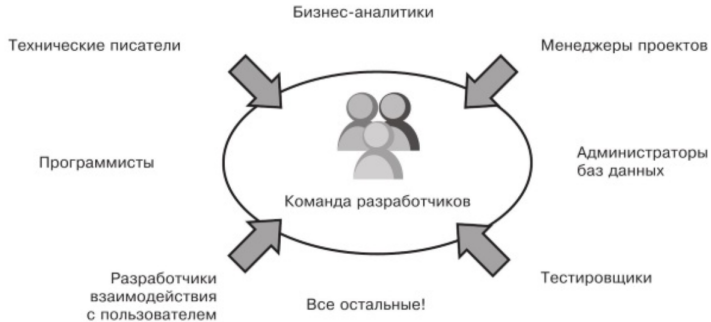 Бизнес-аналитики
Технические писатели
Менеджеры проектов
Программисты
Администраторы
баз данных
Команда разработчиков
Разработчики
взаимодействия
с пользователем
Тестировщики
Все остальные!